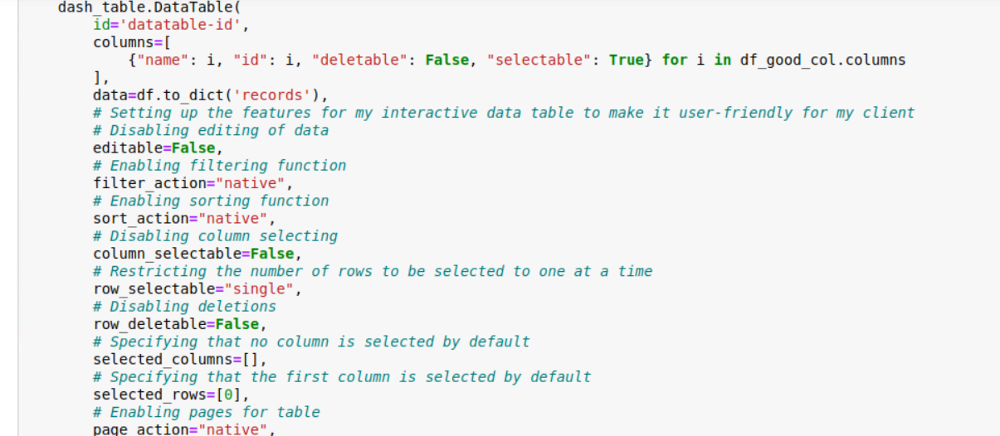 dash_table.DataTable(
id='datatable-id',
columns=[
{"name": i, "id": i, "deletable": False, "selectable": True} for i in df_good_col.columns
],
data=df.to_dict('records'),
# Setting up the features for my interactive data table to make it user-friendly for my client
# Disabling editing of data
editable=False,
# Enabling filtering function
filter_action="native",
# Enabling sorting function
sort_action="native",
# Disabling column selecting
column_selectable=False,
# Restricting the number of rows to be selected to one at a time
row_selectable="single",
# Disabling deletions
row_deletable=False,
# Specifying that no column is selected by default
selected_columns=[],
# Specifying that the first column is selected by default
selected_rows=[0],
# Enabling pages for table
page_action="native",